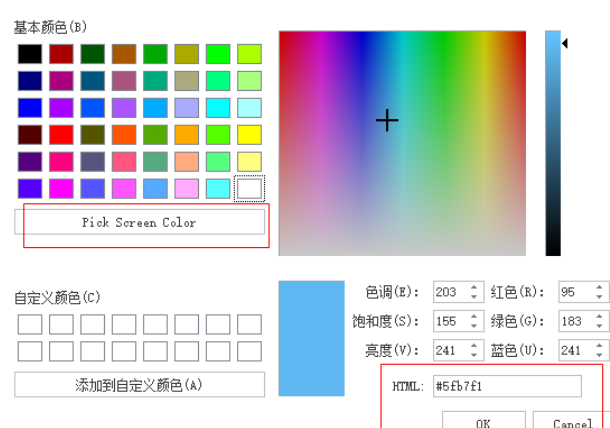 基本颜色(B)
Pick Screen Color
自定义颜色(C)
添加到自定义颜色(A)
色调(E): 203 红色(R): 95
饱和度(S): 155 绿色(G): 183
亮度(V): 241 蓝色(U): 241
HTML: #5fb7f1
OK Cancel